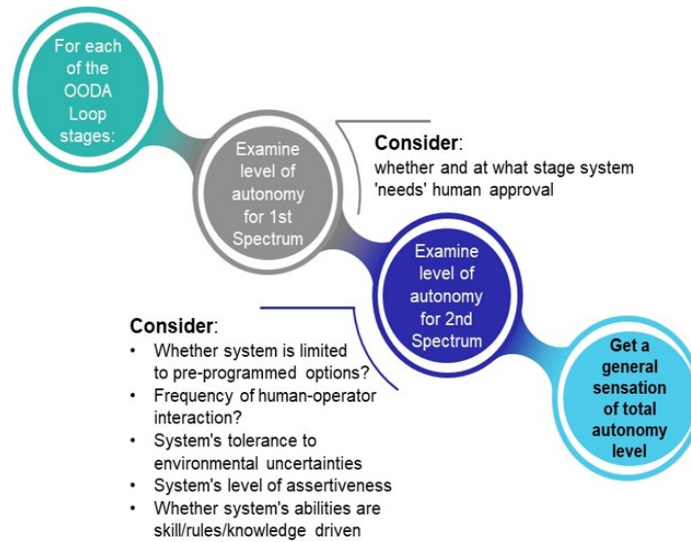 For each
of the
OODA
Loop
stages:
Examine
level of
autonomy
for 1st
Spectrum
Consider:
whether and at what stage system
'needs' human approval
Examine
level of
autonomy
for 2nd
Spectrum
Consider:
• Whether system is limited
to pre-programmed options?
• Frequency of human-operator
interaction?
• System's tolerance to
environmental uncertainties
• System's level of assertiveness
• Whether system's abilities are
skill/rules/knowledge driven
Get a
general
sensation
of total
autonomy
level